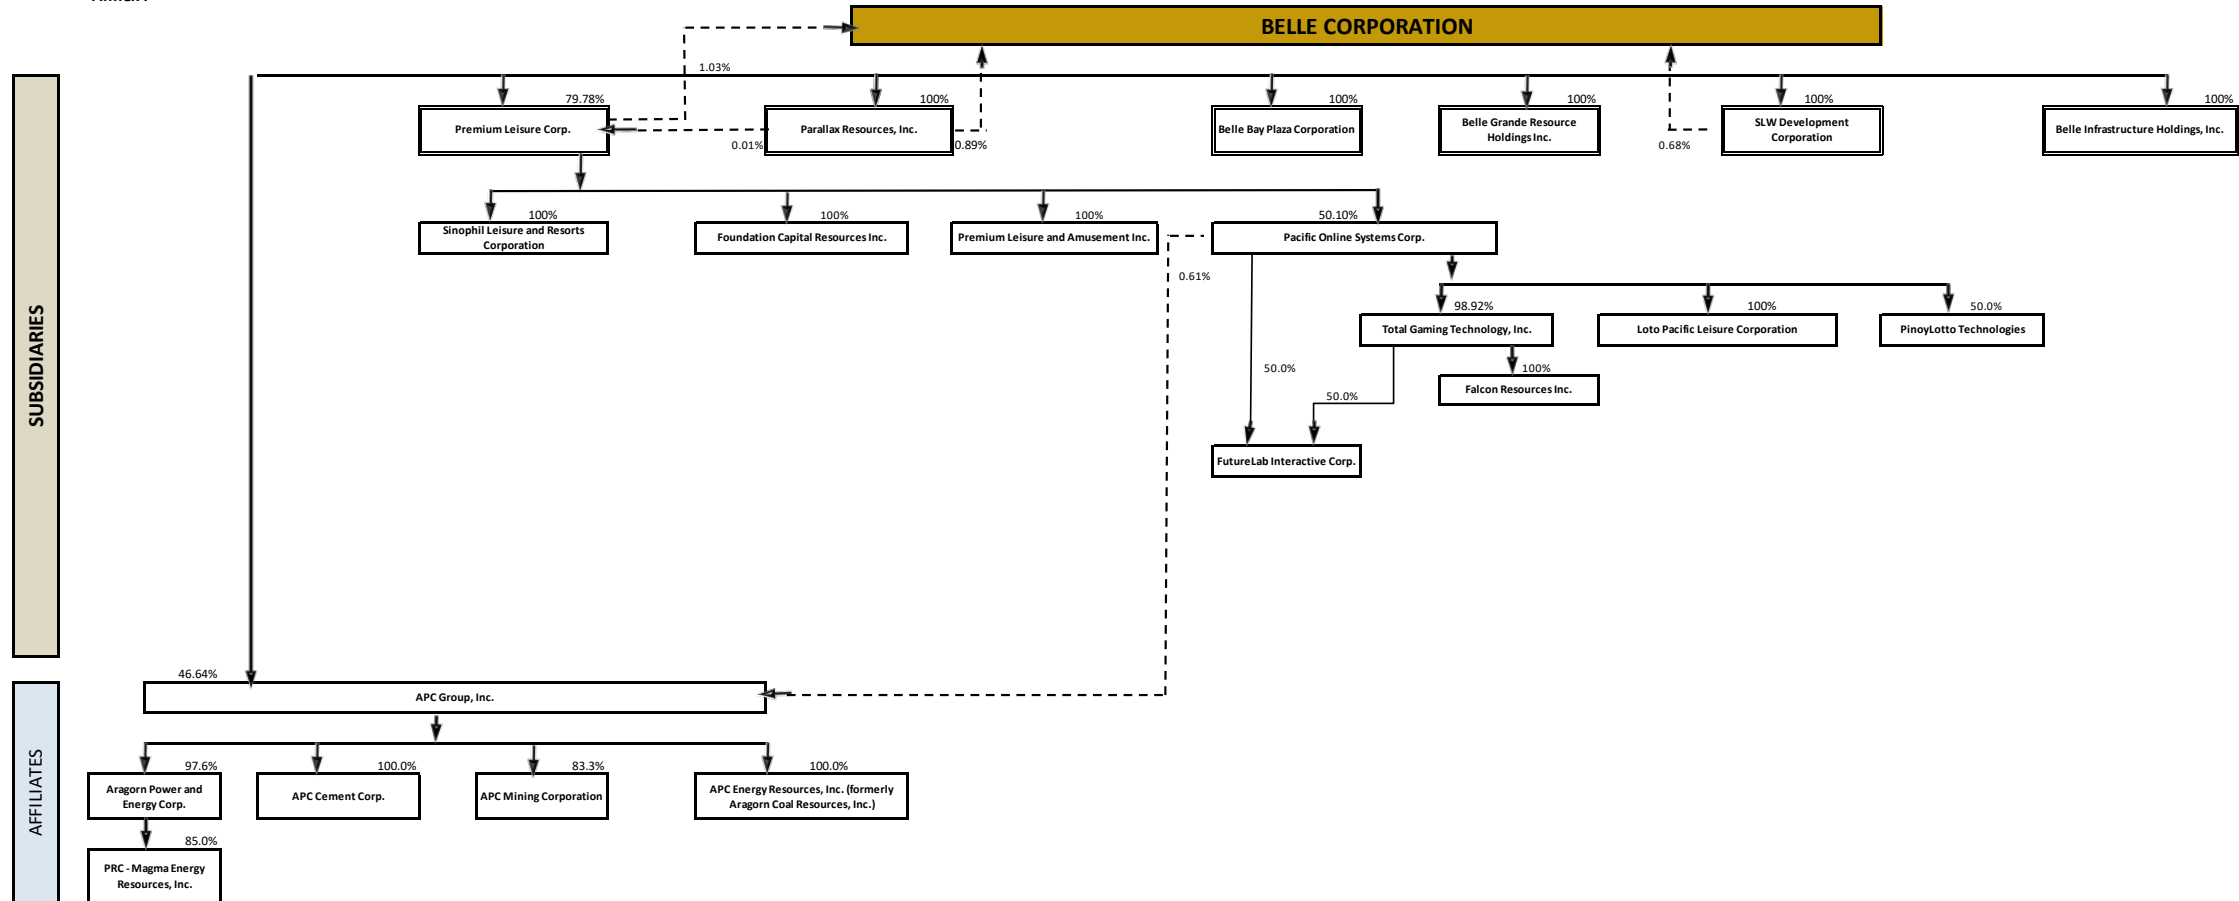 BELLE CORPORATION
1.03%
79.78%
100%
100%
100%
100%
100%
Premium Leisure Corp.
Parallax Resources, Inc.
Belle Bay Plaza Corporation
Belle Grande Resource
Holdings Inc.
SLW Development
Corporation
Belle Infrastructure Holdings, Inc.
0.01%
0.89%
0.68%
100%
100%
100%
50.10%
Sinophil Leisure and Resorts
Corporation
Foundation Capital Resources Inc.
Premium Leisure and Amusement Inc.
Pacific Online Systems Corp.
0.61%
98.92%
100%
50.0%
Total Gaming Technology, Inc.
Loto Pacific Leisure Corporation
PinoyLotto Technologies
50.0%
100%
Falcon Resources Inc.
50.0%
FutureLab Interactive Corp.
SUBSIDIARIES
46.64%
APC Group, Inc.
97.6%
100.0%
83.3%
100.0%
Aragorn Power and
Energy Corp.
APC Cement Corp.
APC Mining Corporation
APC Energy Resources, Inc. (formerly
Aragorn Coal Resources, Inc.)
85.0%
PRC - Magma Energy
Resources, Inc.
AFFILIATES